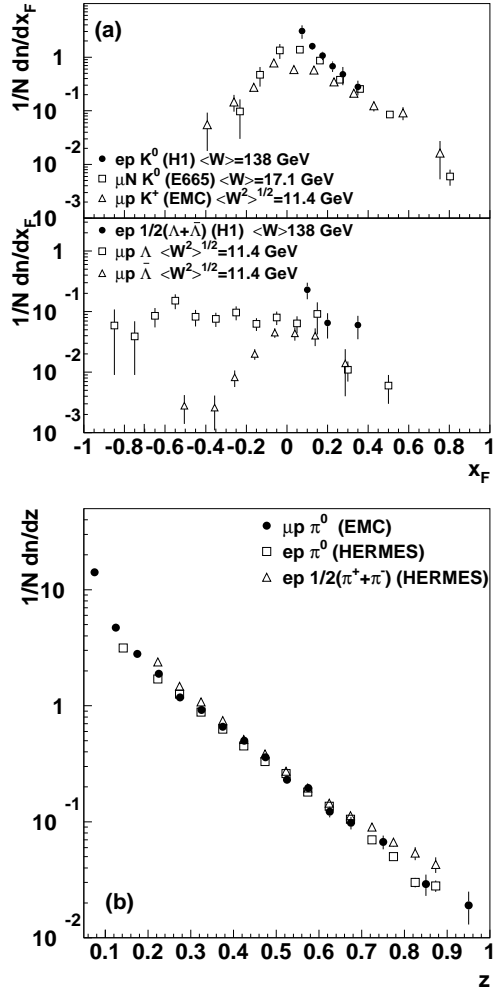 (a)
1/N dn/dx_F
1
10^-1
10^-2
10^-3
ep K^0 (H1) <W>=138 GeV
μN K^0 (E665) <W>=17.1 GeV
μp K^+ (EMC) <W^2>^1/2=11.4 GeV
1/N dn/dx_F
1
10^-1
10^-2
10^-3
ep 1/2(Λ+Λ̄) (H1) <W>138 GeV
μp Λ <W^2>^1/2=11.4 GeV
μp Λ̄ <W^2>^1/2=11.4 GeV
-1 -0.8 -0.6 -0.4 -0.2 0 0.2 0.4 0.6 0.8 1
x_F
1/N dn/dz
μp π^0 (EMC)
ep π^0 (HERMES)
ep 1/2(π^+ + π^-) (HERMES)
10
1
10^-1
10^-2
(b)
0.1 0.2 0.3 0.4 0.5 0.6 0.7 0.8 0.9 1
z